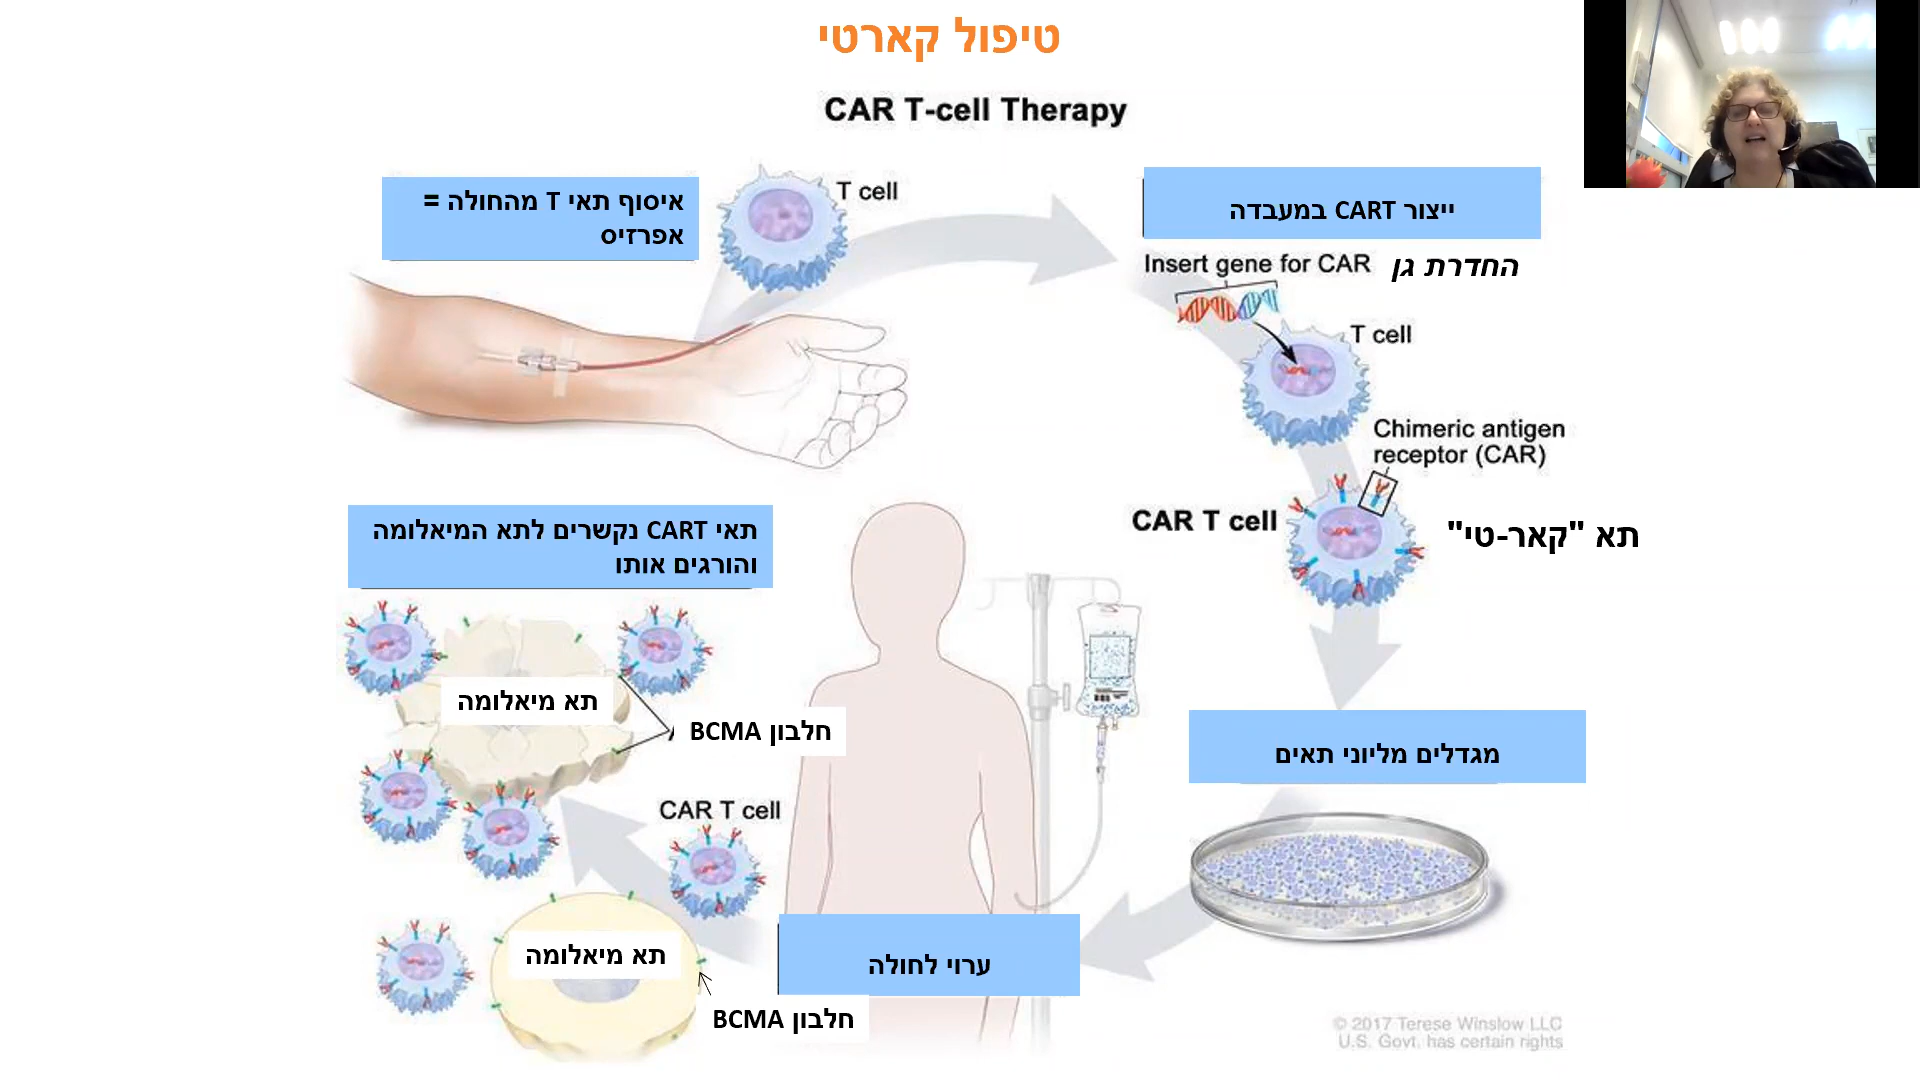 טיפול קארטי
CAR T-cell Therapy
איסוף תאי T מהחולה =
אפרזיס
T cell
ייצור CART במעבדה
Insert gene for CAR החדרת גן
T cell
Chimeric antigen
receptor (CAR)
CAR T cell
תא "קאר-טי"
מגדלים מליוני תאים
ערוי לחולה
תאי CART נקשרים לתא המיאלומה
והורגים אותו
תא מיאלומה
חלבון BCMA
CAR T cell
תא מיאלומה
חלבון BCMA
© 2017 Terese Winslow LLC
U.S. Govt. has certain rights